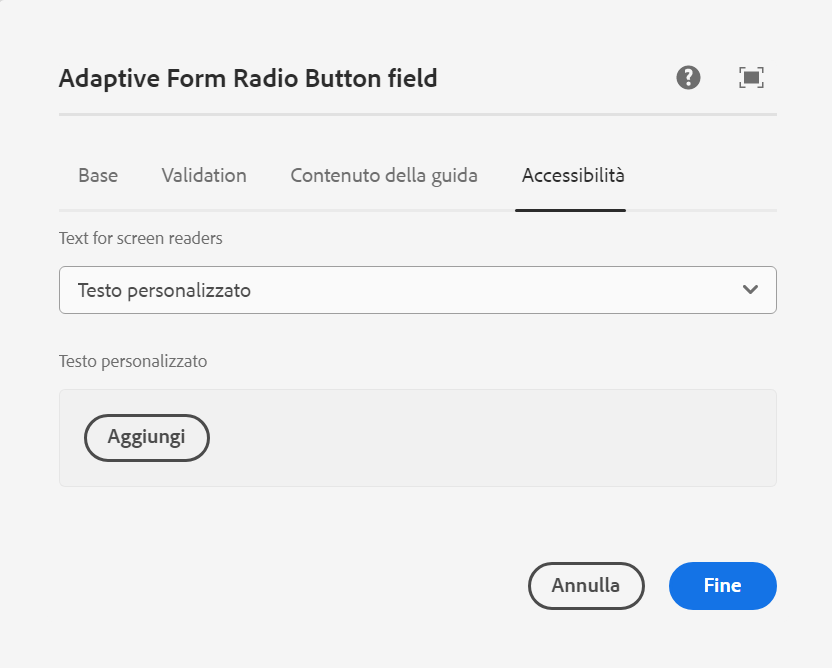 Adaptive Form Radio Button field
Base Validation Contenuto della guida Accessibilità
Text for screen readers
Testo personalizzato
Testo personalizzato
Aggiungi
Annulla Fine